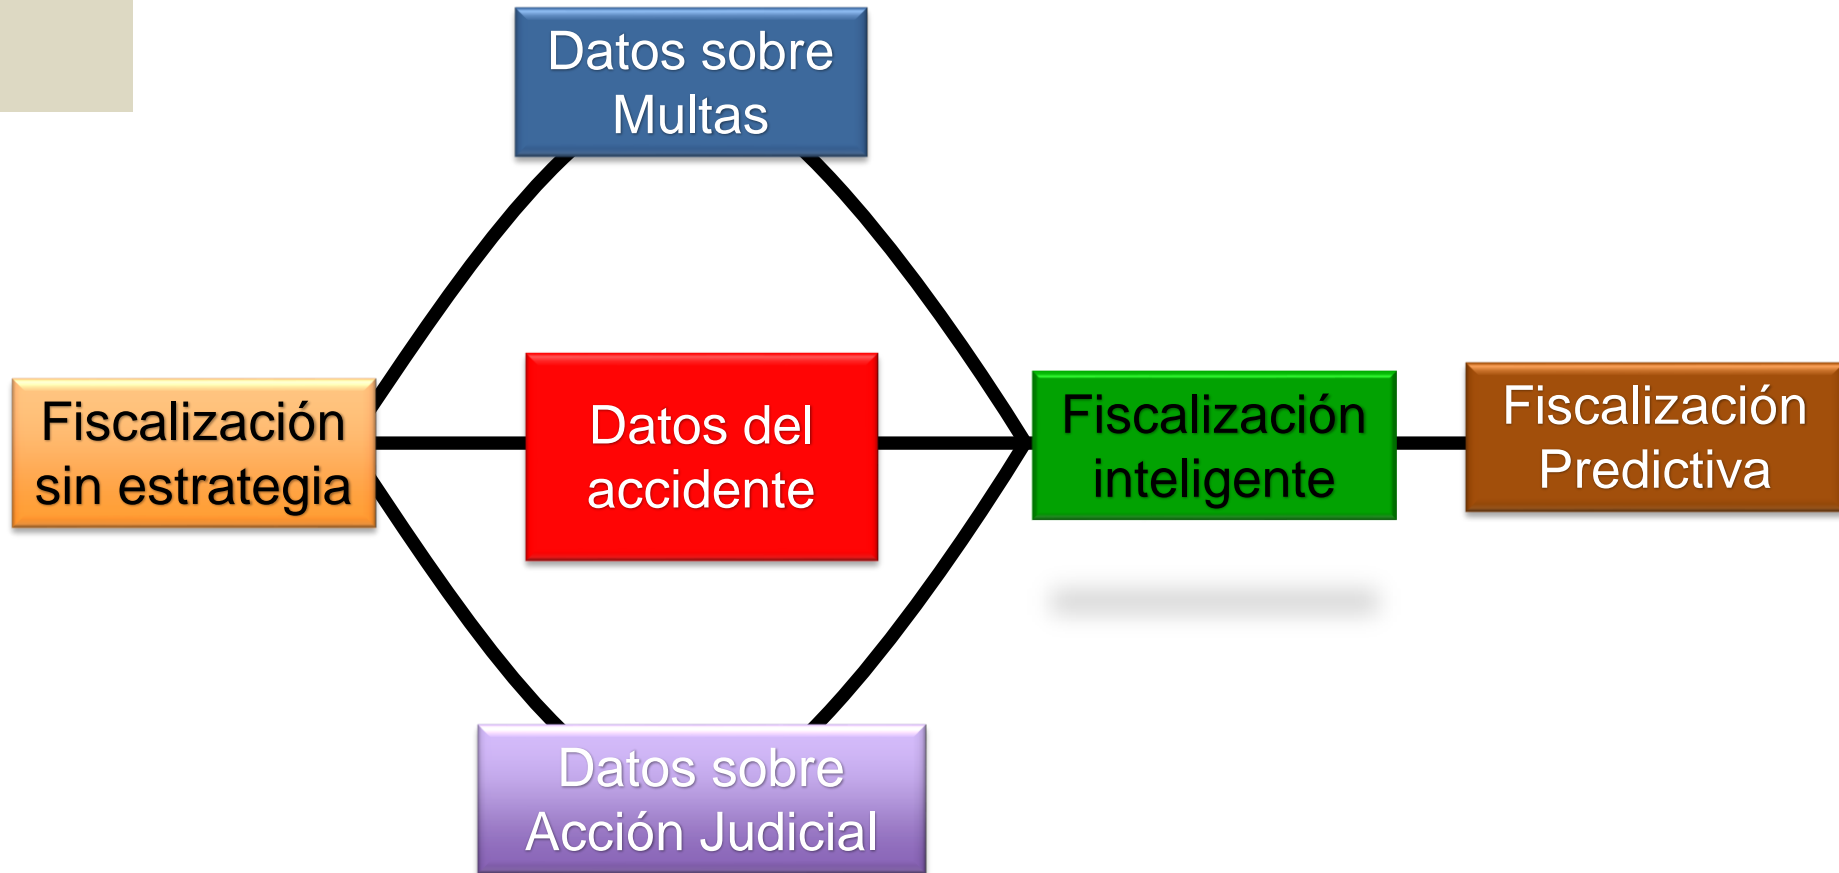 Datos sobre
Multas
Fiscalización
sin estrategia
Datos del
accidente
Fiscalización
inteligente
Fiscalización
Predictiva
Datos sobre
Acción Judicial